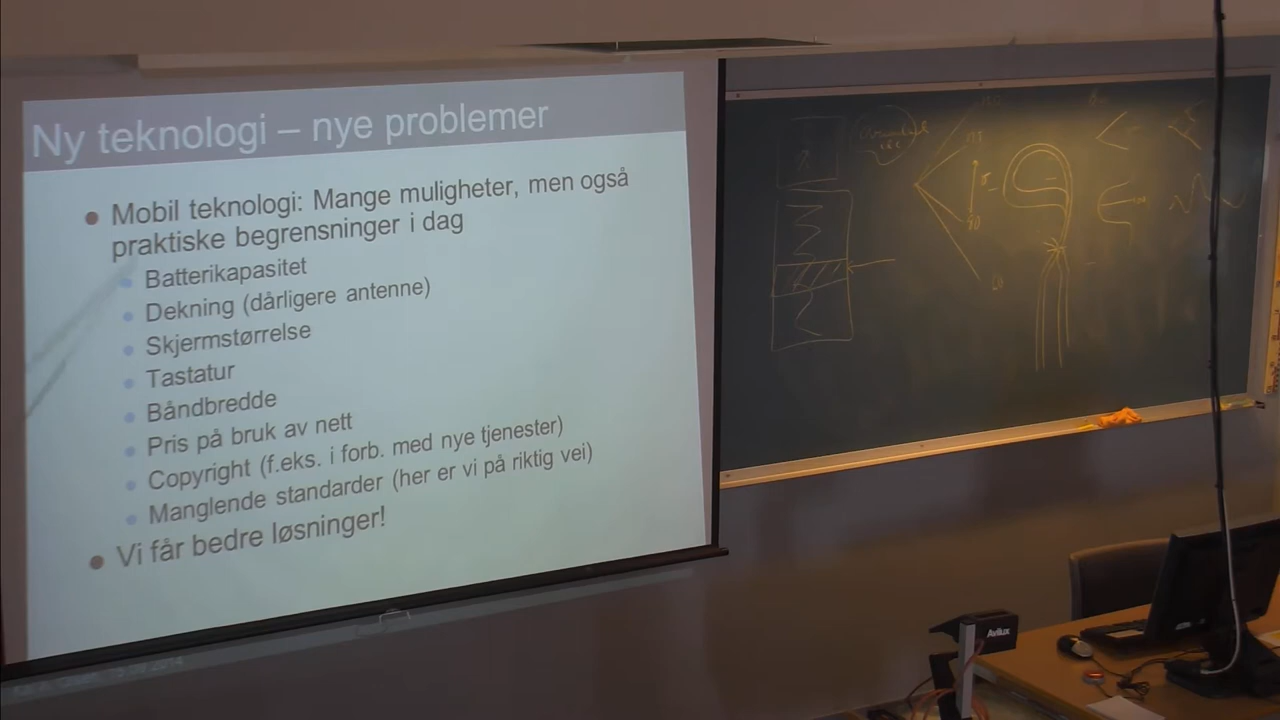 Ny teknologi – nye problemer
Mobil teknologi: Mange muligheter, men også
praktiske begrensninger i dag
Batterikapasitet
Dekning (dårligere antenne)
Skjermstørrelse
Tastatur
Båndbredde
Pris på bruk av nett
Copyright (f.eks. i forb. med nye tjenester)
Manglende standarder (her er vi på riktig vei)
Vi får bedre løsninger!
Avilux